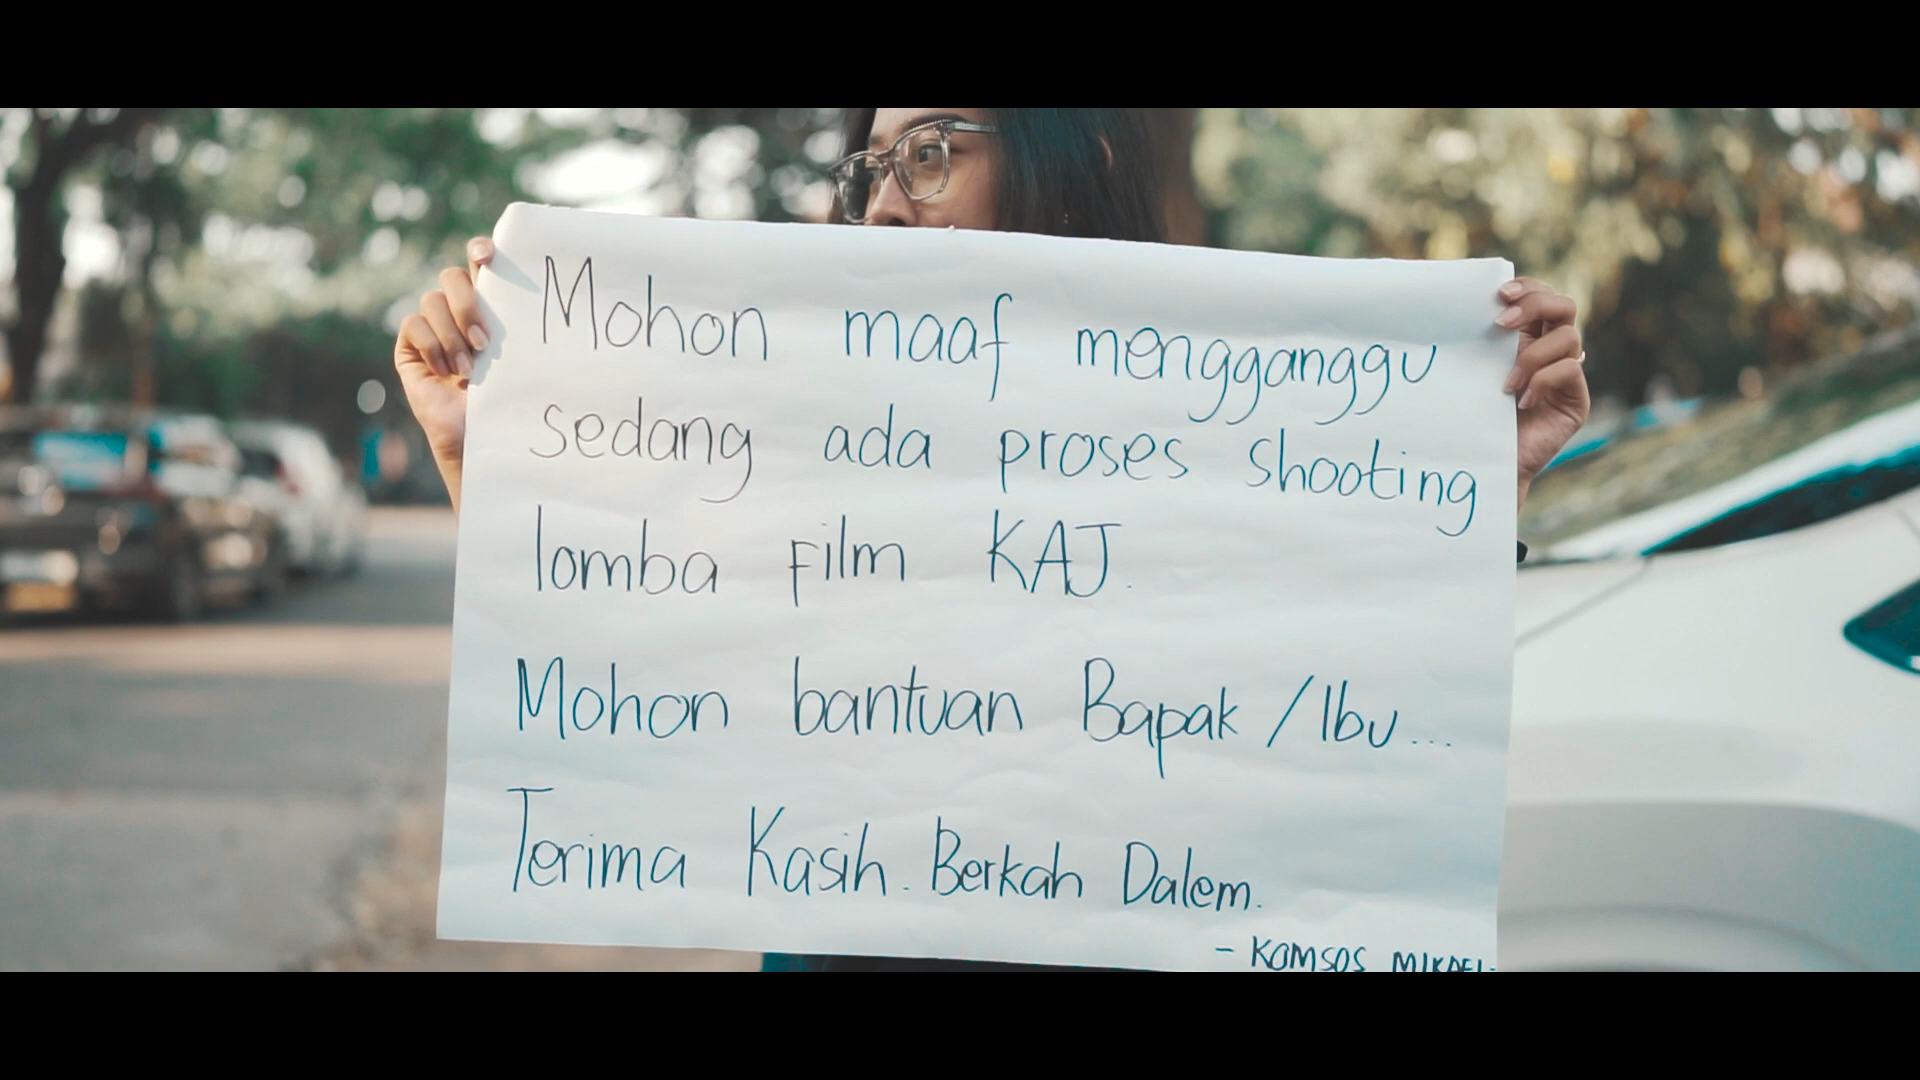 Mohon maaf mengganggu
sedang ada proses shooting
lomba Film KAJ.
Mohon bantuan Bapak / Ibu...
Terima Kasih. Berkah Dalem.
- KOMSOS MIKAEL.